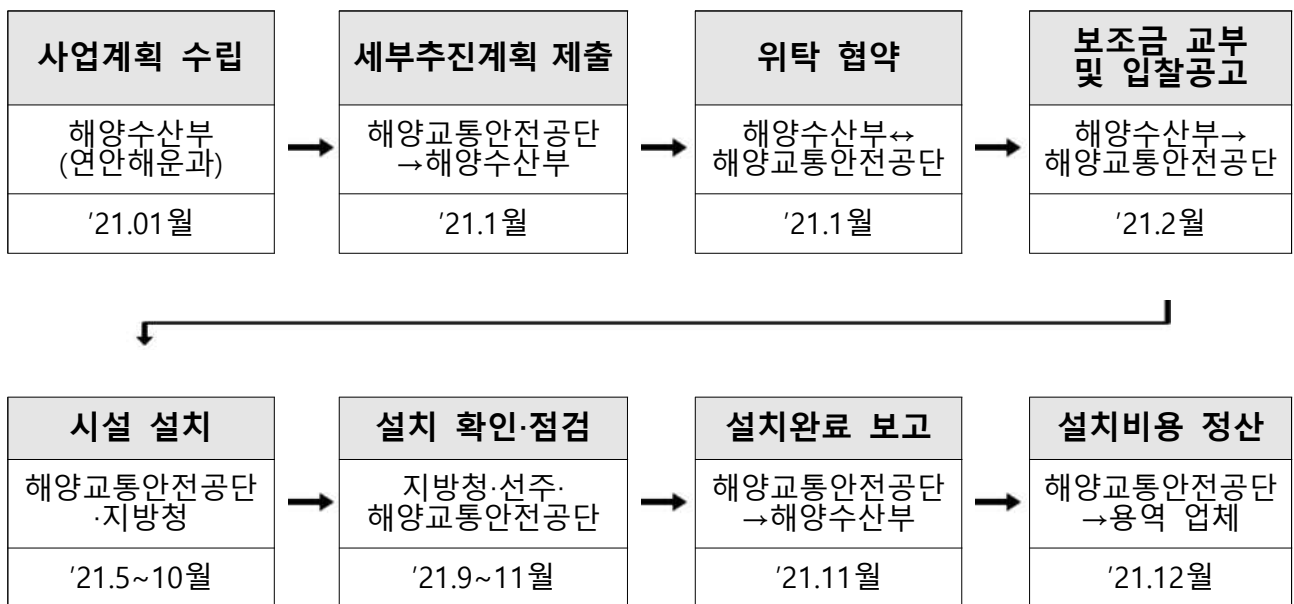 사업계획 수립
해양수산부
(연안해운과)
'21.01월
세부추진계획 제출
해양교통안전공단
→해양수산부
'21.1월
위탁 협약
해양수산부↔
해양교통안전공단
'21.1월
보조금 교부
및 입찰공고
해양수산부→
해양교통안전공단
'21.2월
시설 설치
해양교통안전공단
·지방청
'21.5~10월
설치 확인·점검
지방청·선주·
해양교통안전공단
'21.9~11월
설치완료 보고
해양교통안전공단
→해양수산부
'21.11월
설치비용 정산
해양교통안전공단
→용역 업체
'21.12월